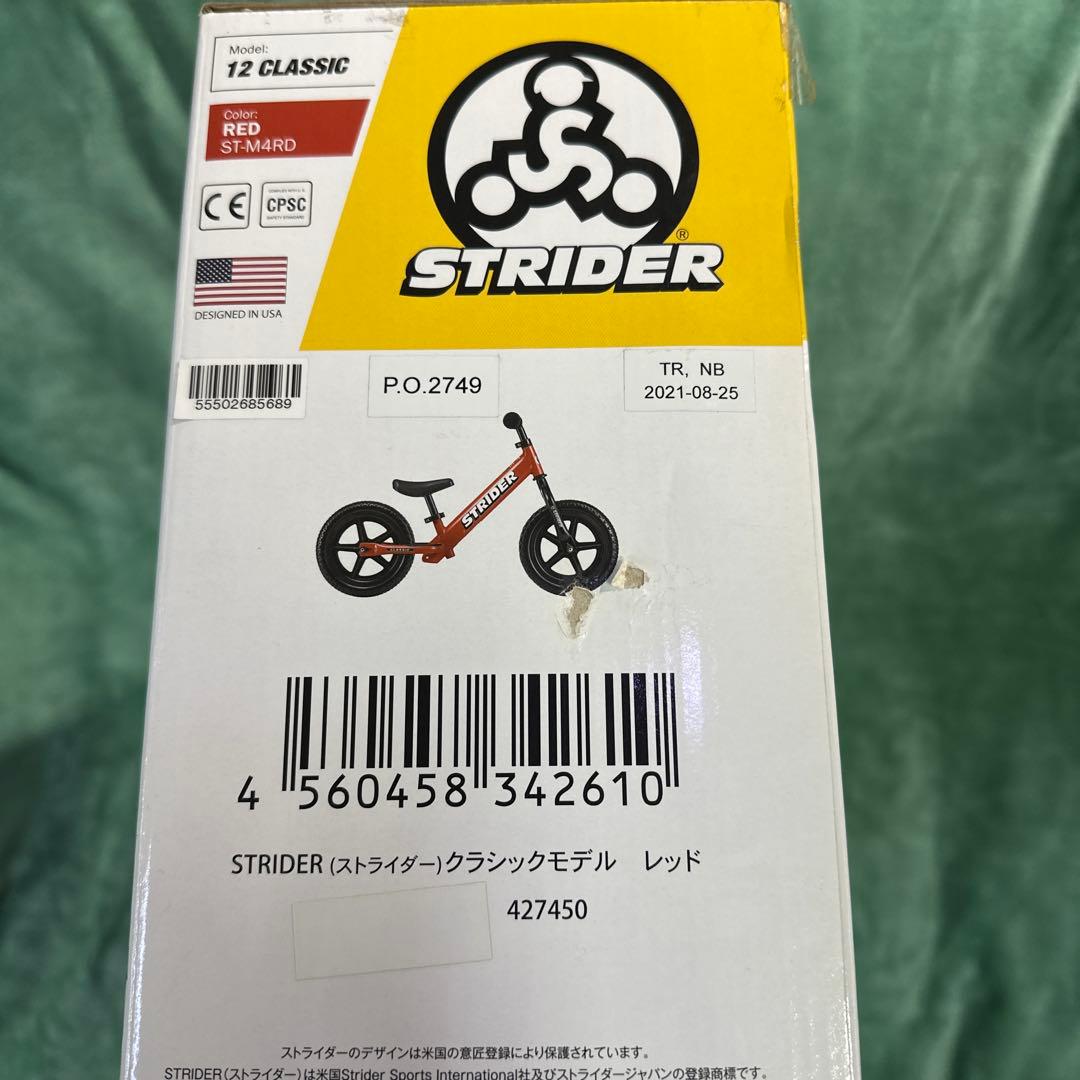 Model:
12 CLASSIC
Color:
RED
ST-M4RD
CE
COMPLIES WITH U.S.
CPSC
SAFETY STANDARD
DESIGNED IN USA
STRIDER®
55502685689
P.O.2749
TR, NB
2021-08-25
STRIDER
CLASSIC
4 560458 342610
STRIDER (ストライダー)クラシックモデル レッド
427450
ストライダーのデザインは米国の意匠登録により保護されています。
STRIDER(ストライダー)は米国Strider Sports International社及びストライダージャパンの登録商標です。